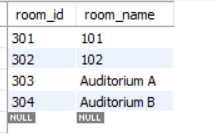 room_id room_name
301 101
302 102
303 Auditorium A
304 Auditorium B
NULL NULL